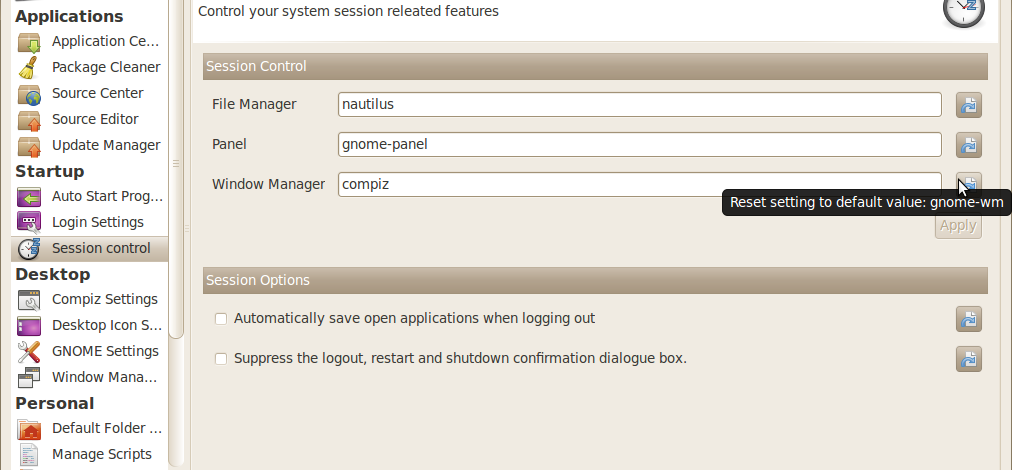 Applications
Application Ce...
Package Cleaner
Source Center
Source Editor
Update Manager
Startup
Auto Start Prog...
Login Settings
Session control
Desktop
Compiz Settings
Desktop Icon S...
GNOME Settings
Window Mana...
Personal
Default Folder ...
Manage Scripts
Control your system session releated features
Session Control
File Manager nautilus
Panel gnome-panel
Window Manager compiz
Reset setting to default value: gnome-wm
Apply
Session Options
Automatically save open applications when logging out
Suppress the logout, restart and shutdown confirmation dialogue box.